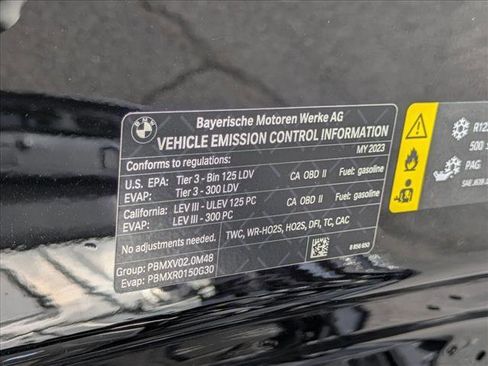 BMW
Bayerische Motoren Werke AG
VEHICLE EMISSION CONTROL INFORMATION
MY 2023
Conforms to regulations:
U.S. EPA: Tier 3 - Bin 125 LDV CA OBD II Fuel: gasoline
EVAP: Tier 3 - 300 LDV
California: LEV III - ULEV 125 PC CA OBD II Fuel: gasoline
EVAP: LEV III - 300 PC
No adjustments needed. TWC, WR-HO2S, HO2S, DFI, TC, CAC
Group: PBMXV02.0M48
Evap: PBMXR0150G30
500
PAG
SAE